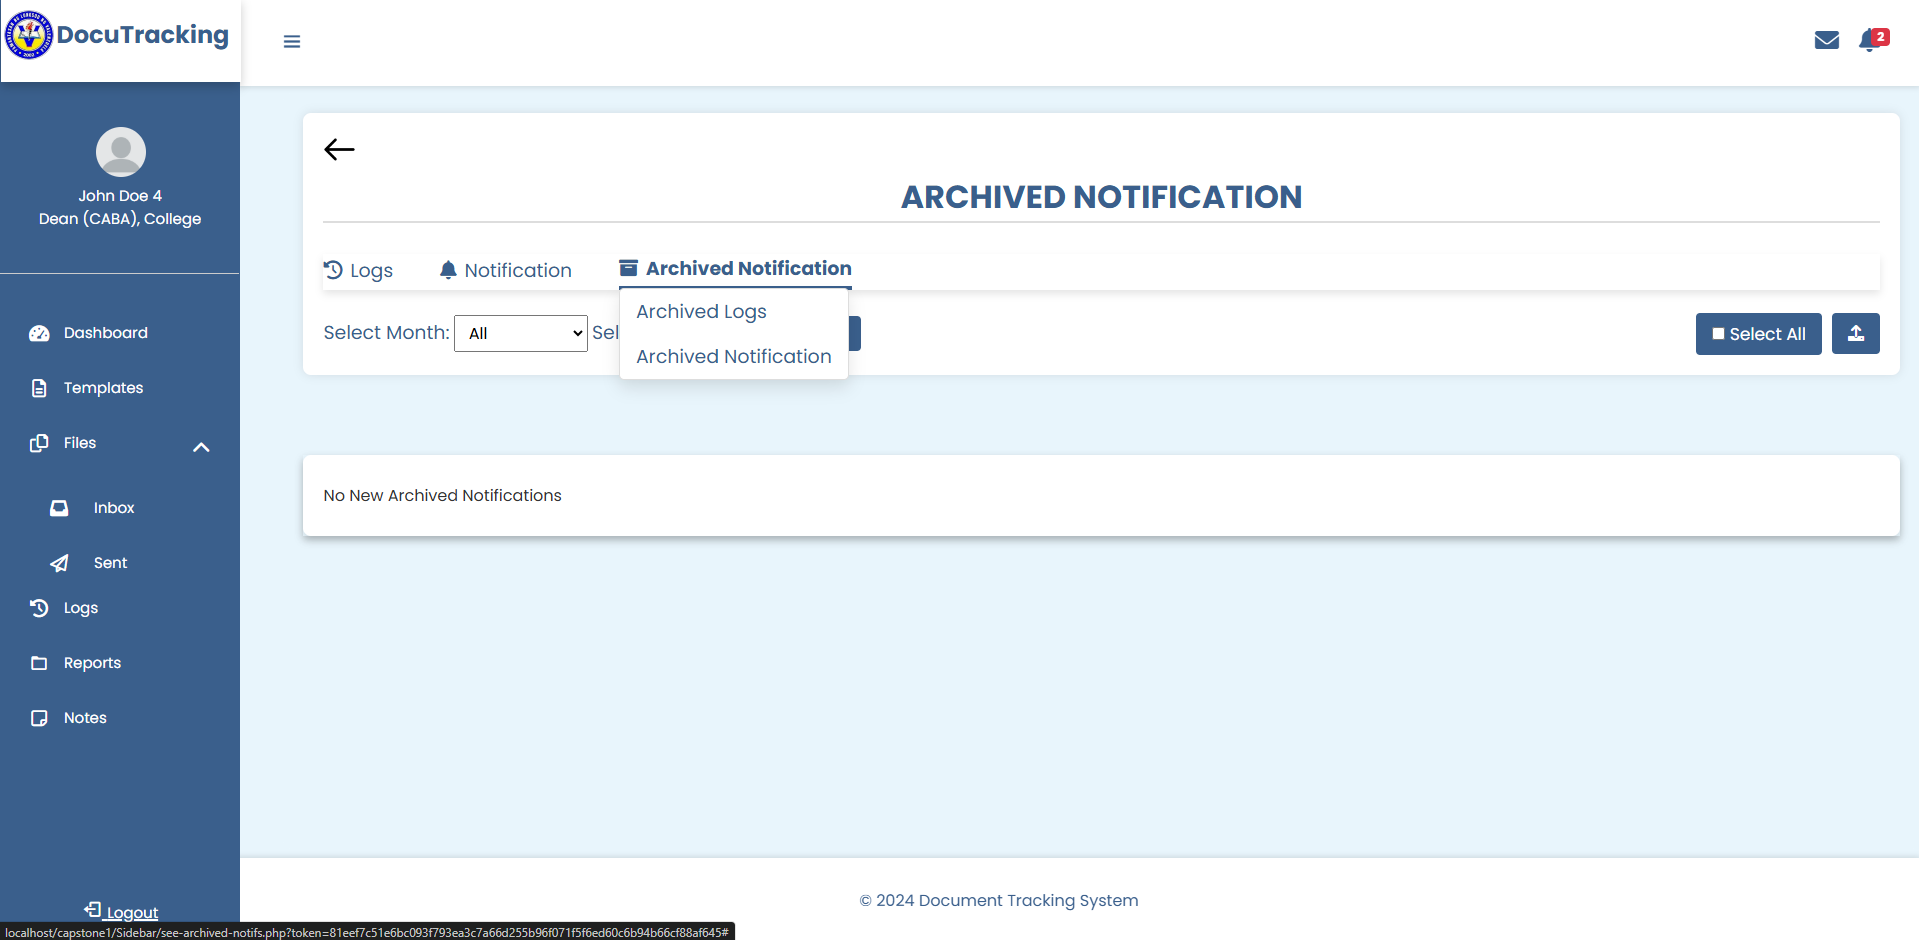 DocuTracking
2
John Doe 4
Dean (CABA), College
Dashboard
Templates
Files
Inbox
Sent
Logs
Reports
Notes
Logout
ARCHIVED NOTIFICATION
Logs
Notification
Archived Notification
Archived Logs
Archived Notification
Select Month:
All
Sel
Select All
No New Archived Notifications
© 2024 Document Tracking System
localhost/capstone1/Sidebar/see-archived-notifs.php?token=81eef7c51e6bc093f793ea3c7a66d255b96f071f5f6ed60c6b94b66cf88af645#